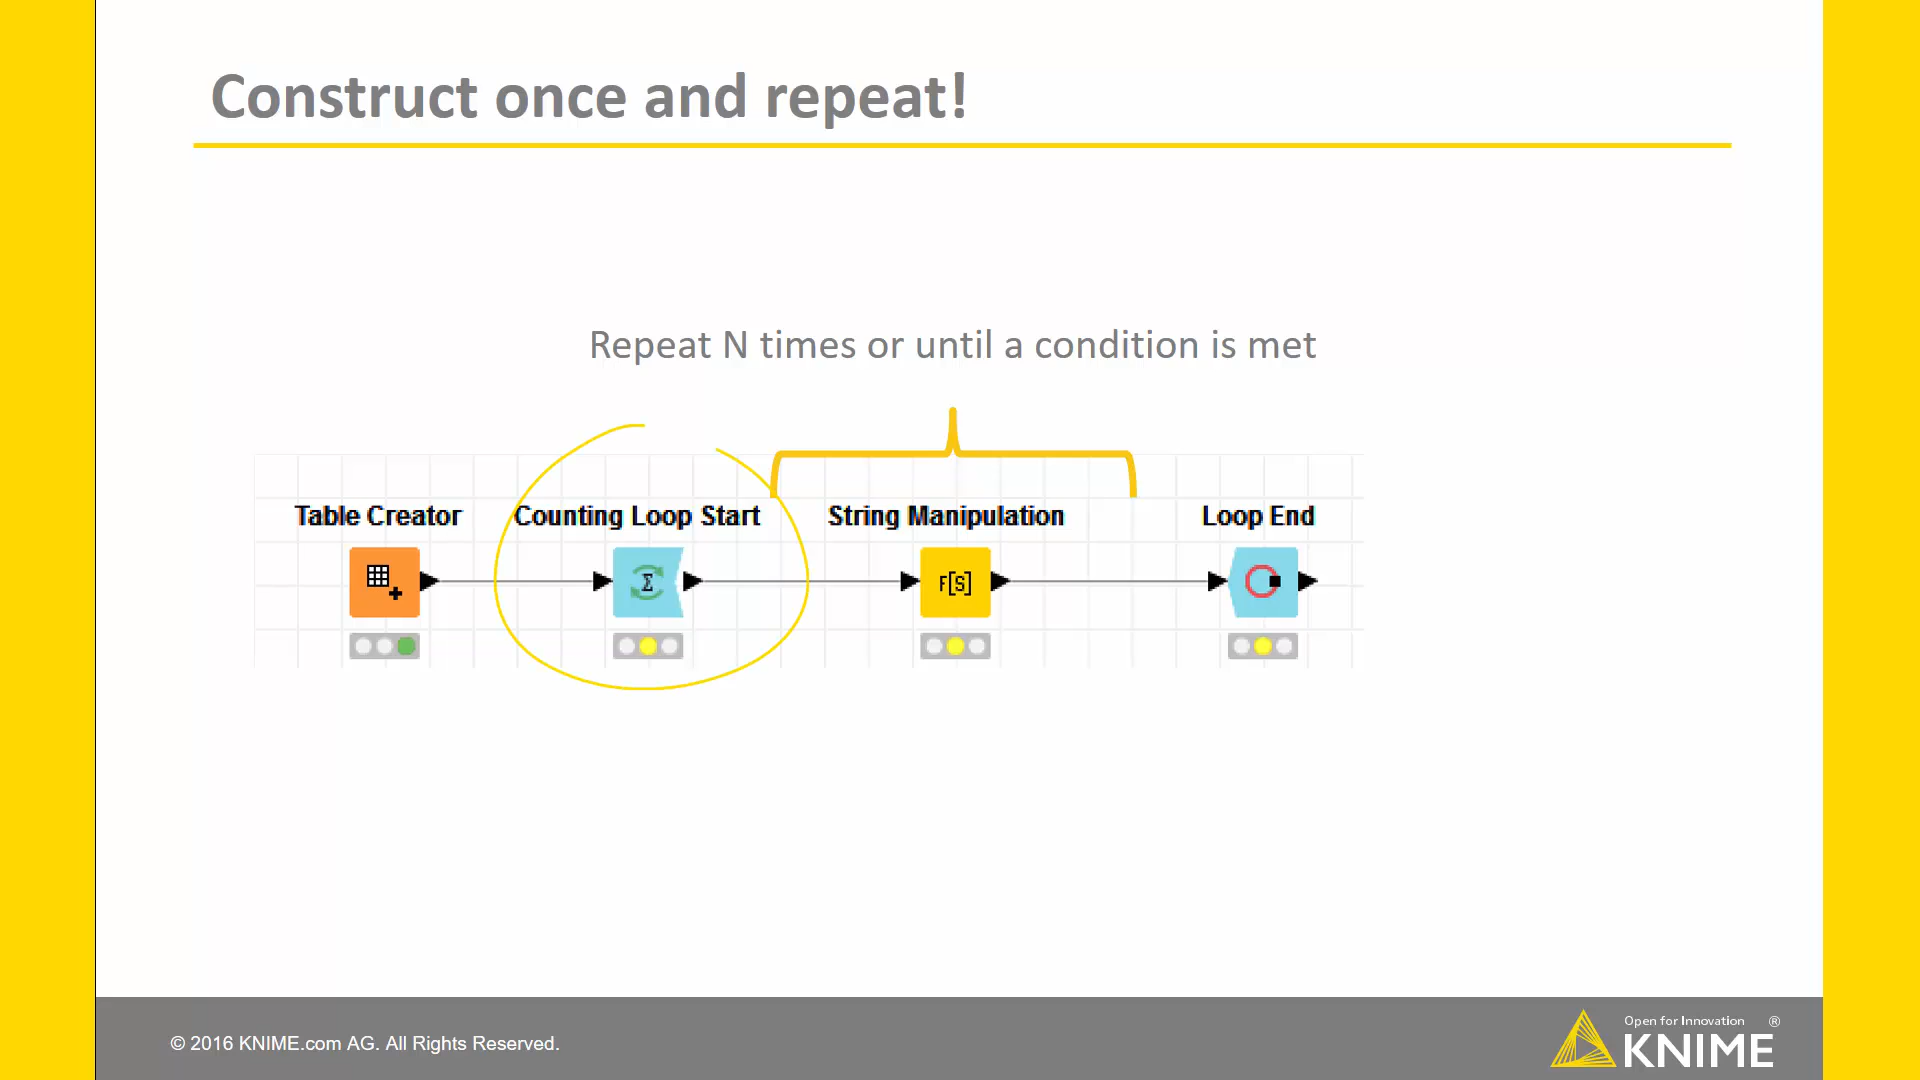 Construct once and repeat!
Repeat N times or until a condition is met
Table Creator
Counting Loop Start
String Manipulation
Loop End
Σ
F[S]
© 2016 KNIME.com AG. All Rights Reserved.
Open for Innovation ®
KNIME